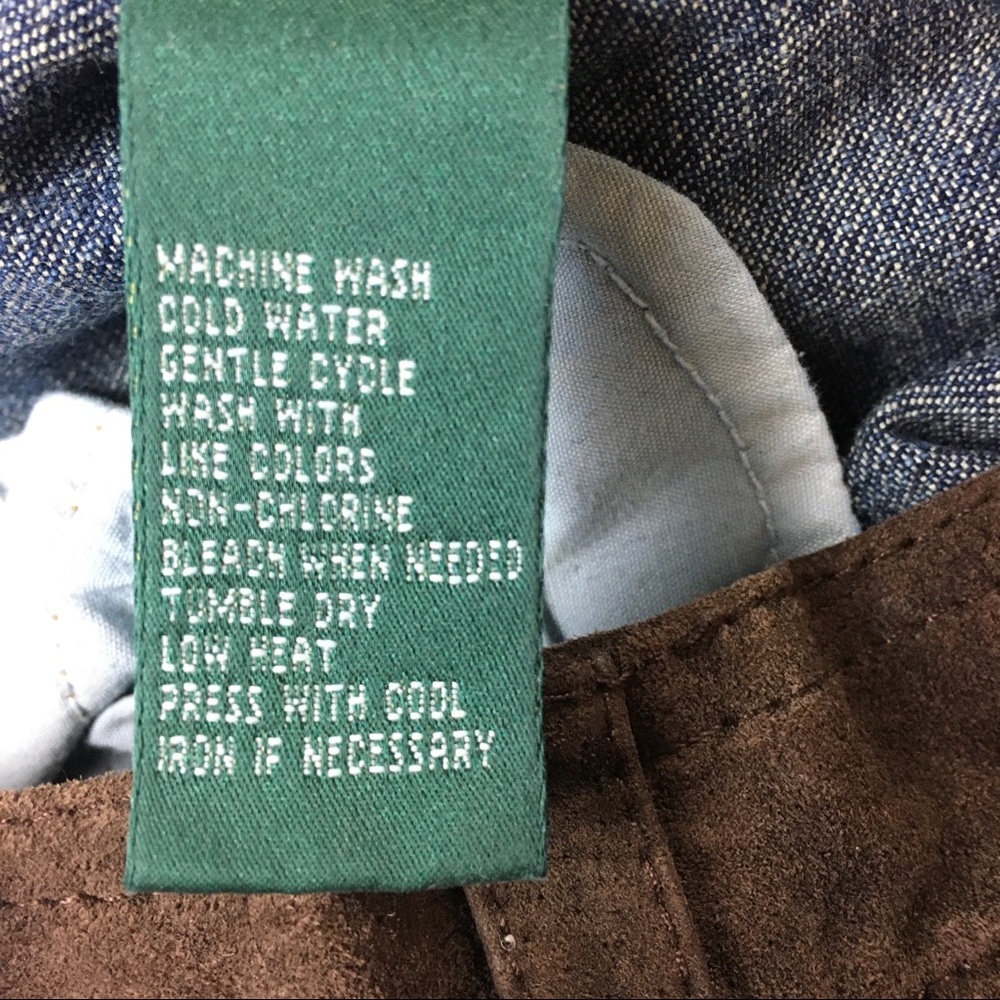 MACHINE WASH
COLD WATER
GENTLE CYCLE
WASH WITH
LIKE COLORS
NON-CHLORINE
BLEACH WHEN NEEDED
TUMBLE DRY
LOW HEAT
PRESS WITH COOL
IRON IF NECESSARY